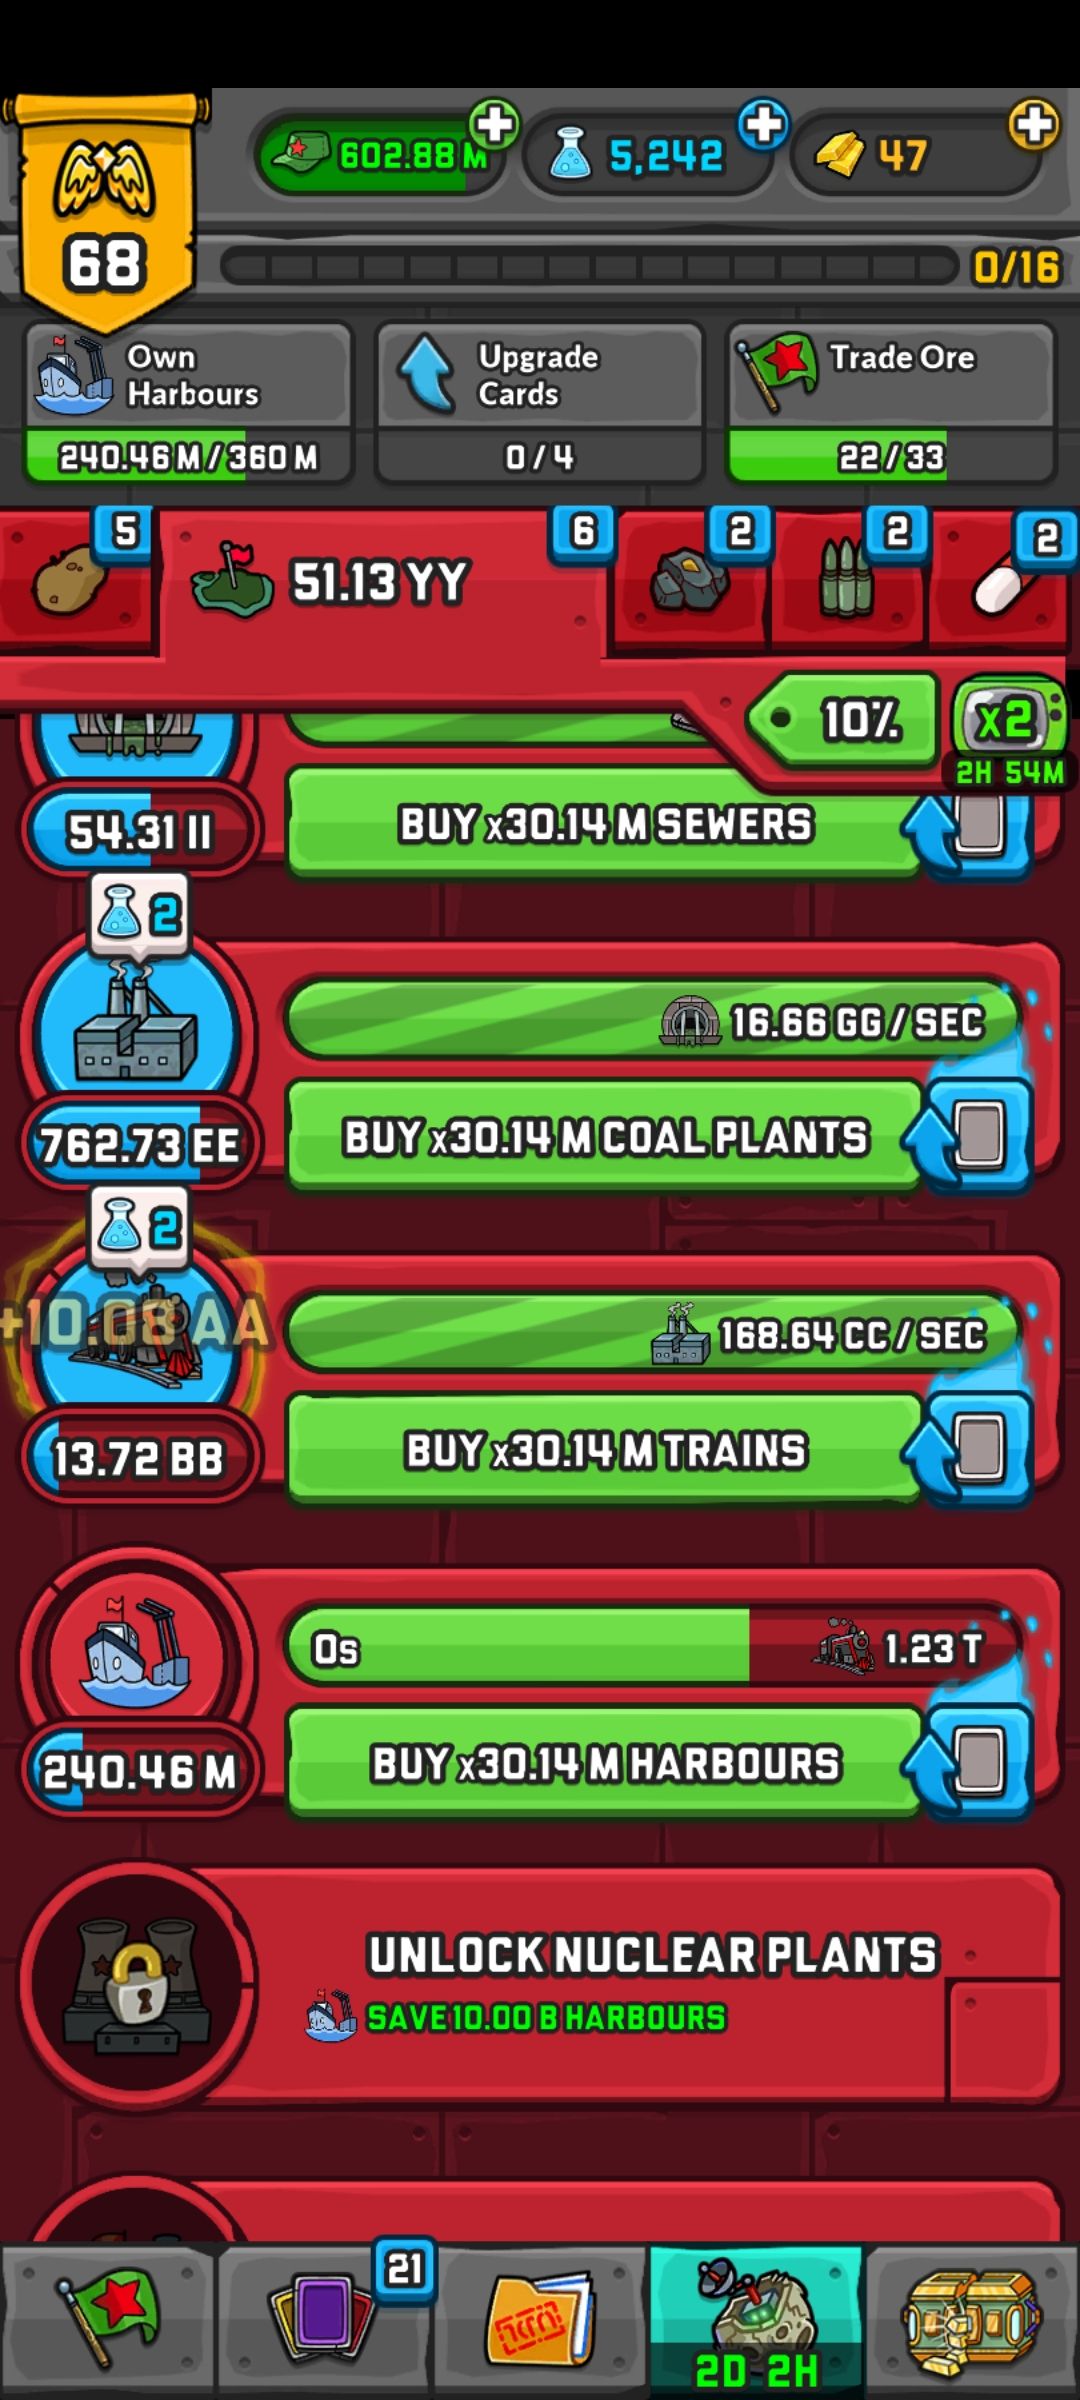 602.88 M
5,242
47
68
0/16
Own
Harbours
240.46 M / 360 M
Upgrade
Cards
0 / 4
Trade Ore
22 / 33
5
51.13 YY
6
2
2
2
10%
x2
2H 54M
54.31 II
BUY x30.14 M SEWERS
2
16.66 GG / SEC
762.73 EE
BUY x30.14 M COAL PLANTS
2
+10.08 AA
168.64 CC / SEC
13.72 BB
BUY x30.14 M TRAINS
0s
1.23 T
240.46 M
BUY x30.14 M HARBOURS
UNLOCK NUCLEAR PLANTS
SAVE 10.00 B HARBOURS
21
2D 2H